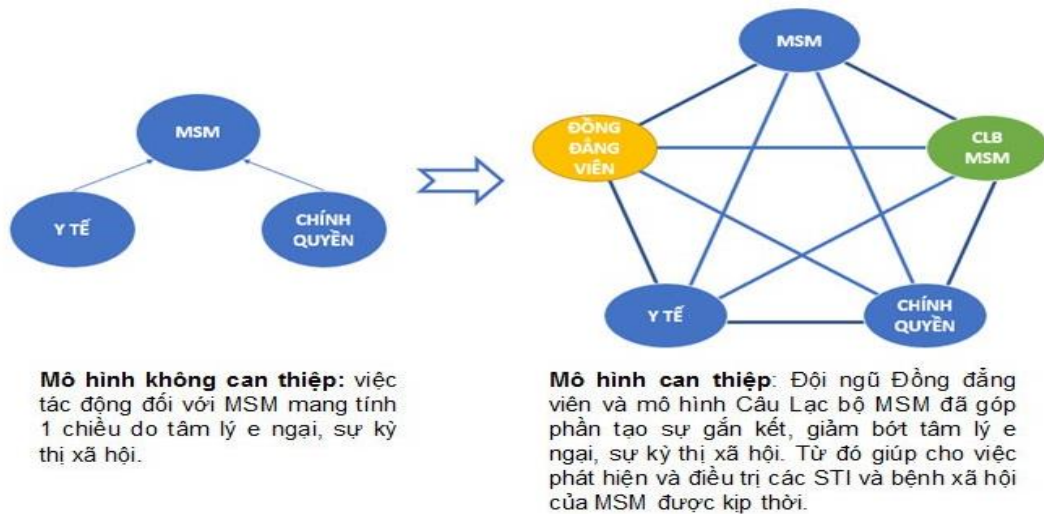 MSM
Y TẾ
CHÍNH
QUYỀN
Mô hình không can thiệp: việc
tác động đối với MSM mang tính
1 chiều do tâm lý e ngại, sự kỳ
thị xã hội.
MSM
ĐỒNG
ĐẲNG
VIÊN
CLB
MSM
Y TẾ
CHÍNH
QUYỀN
Mô hình can thiệp: Đội ngũ Đồng đẳng
viên và mô hình Câu Lạc bộ MSM đã góp
phần tạo sự gắn kết, giảm bớt tâm lý e
ngại, sự kỳ thị xã hội. Từ đó giúp cho việc
phát hiện và điều trị các STI và bệnh xã hội
của MSM được kịp thời.